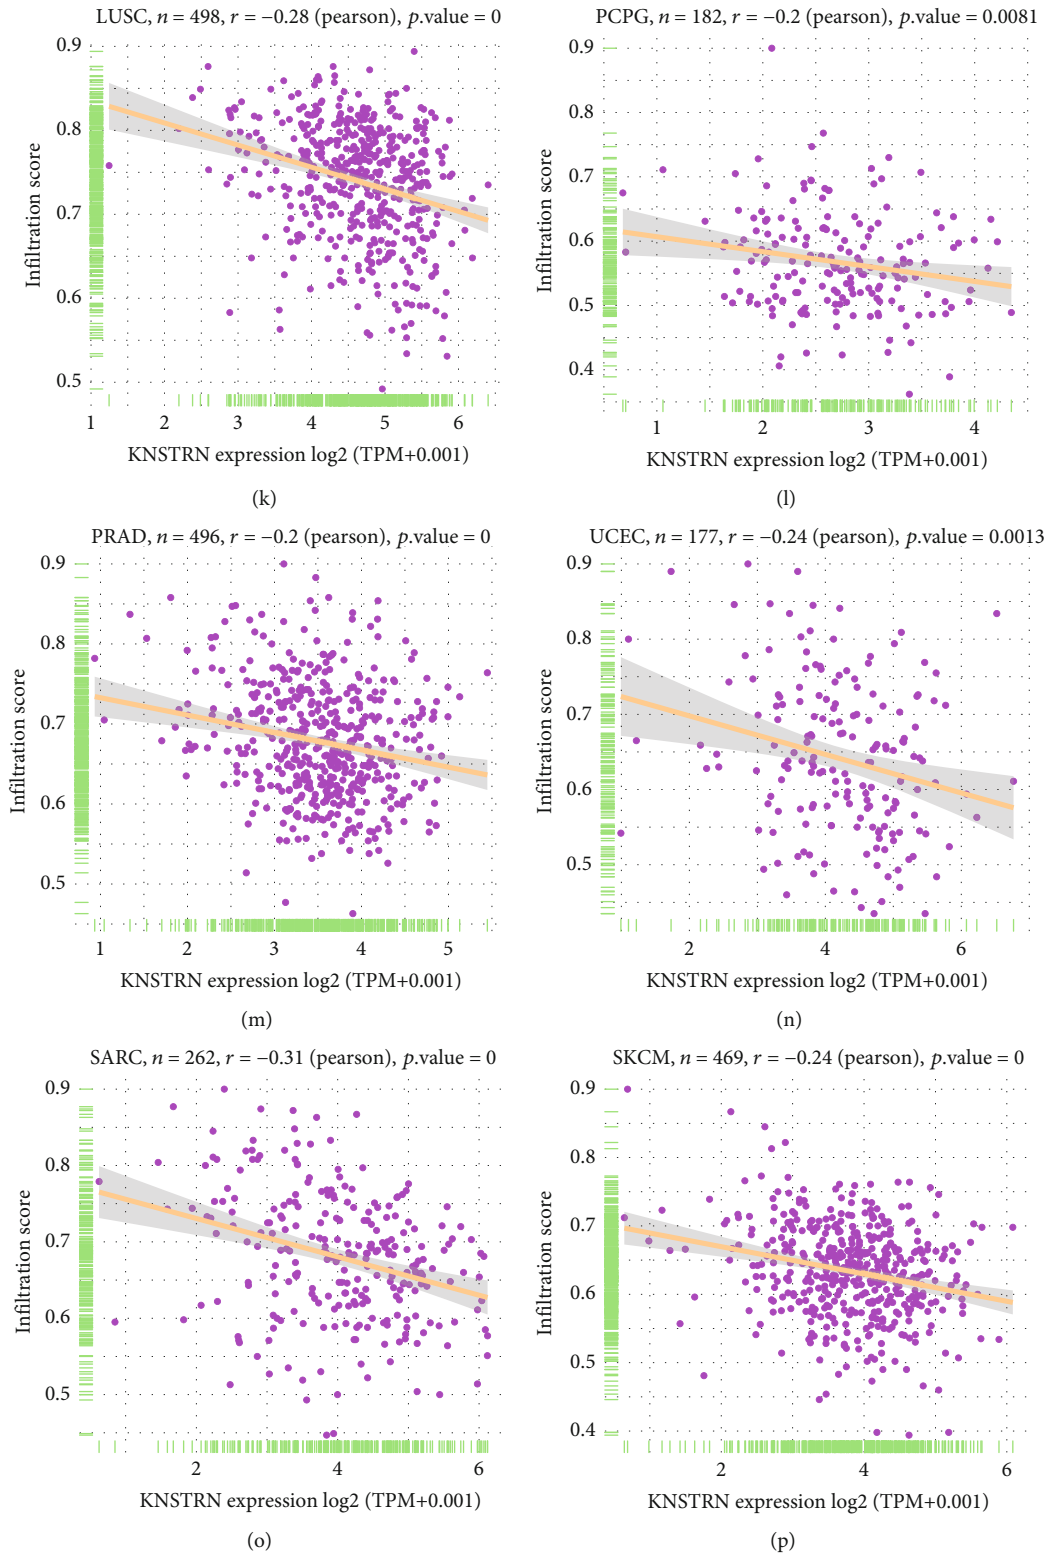 LUSC, n = 498, r = −0.28 (pearson), p.value = 0
0.9
0.8
0.7
0.6
0.5
Infiltration score
1 2 3 4 5 6
KNSTRN expression log2 (TPM+0.001)
(k)
PCPG, n = 182, r = −0.2 (pearson), p.value = 0.0081
0.9
0.8
0.7
0.6
0.5
0.4
Infiltration score
1 2 3 4
KNSTRN expression log2 (TPM+0.001)
(l)
PRAD, n = 496, r = −0.2 (pearson), p.value = 0
0.9
0.8
0.7
0.6
0.5
Infiltration score
1 2 3 4 5
KNSTRN expression log2 (TPM+0.001)
(m)
UCEC, n = 177, r = −0.24 (pearson), p.value = 0.0013
0.9
0.8
0.7
0.6
0.5
Infiltration score
2 4 6
KNSTRN expression log2 (TPM+0.001)
(n)
SARC, n = 262, r = −0.31 (pearson), p.value = 0
0.9
0.8
0.7
0.6
0.5
Infiltration score
2 4 6
KNSTRN expression log2 (TPM+0.001)
(o)
SKCM, n = 469, r = −0.24 (pearson), p.value = 0
0.9
0.8
0.7
0.6
0.5
0.4
Infiltration score
2 4 6
KNSTRN expression log2 (TPM+0.001)
(p)